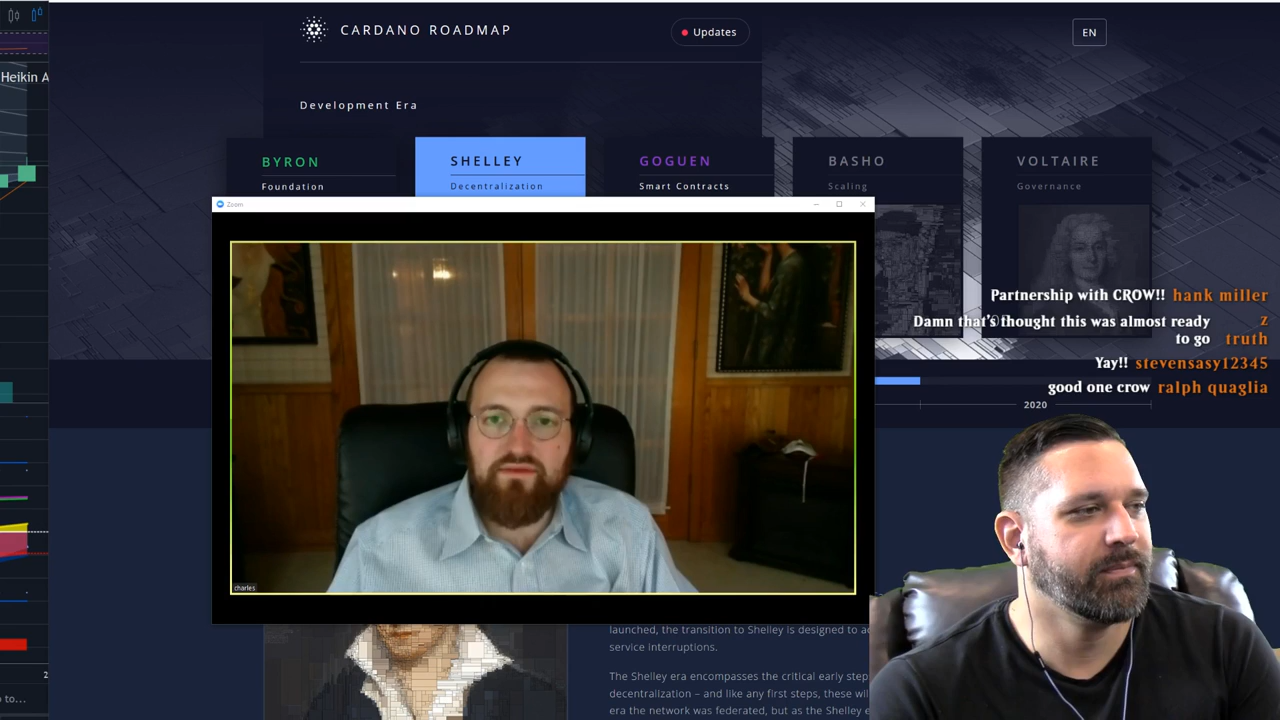 CARDANO ROADMAP
Updates
EN
Heikin A
Development Era
BYRON
Foundation
SHELLEY
Decentralization
GOGUEN
Smart Contracts
BASHO
Scaling
VOLTAIRE
Governance
Zoom
Partnership with CROW!! hank miller
Damn that's thought this was almost ready z
to go truth
Yay!! stevensasy12345
good one crow ralph quaglia
2020
charles
launched, the transition to Shelley is designed to
service interruptions.
The Shelley era encompasses the critical early step
decentralization – and like any first steps, these
era the network was federated, but as the Shelley
2
to...